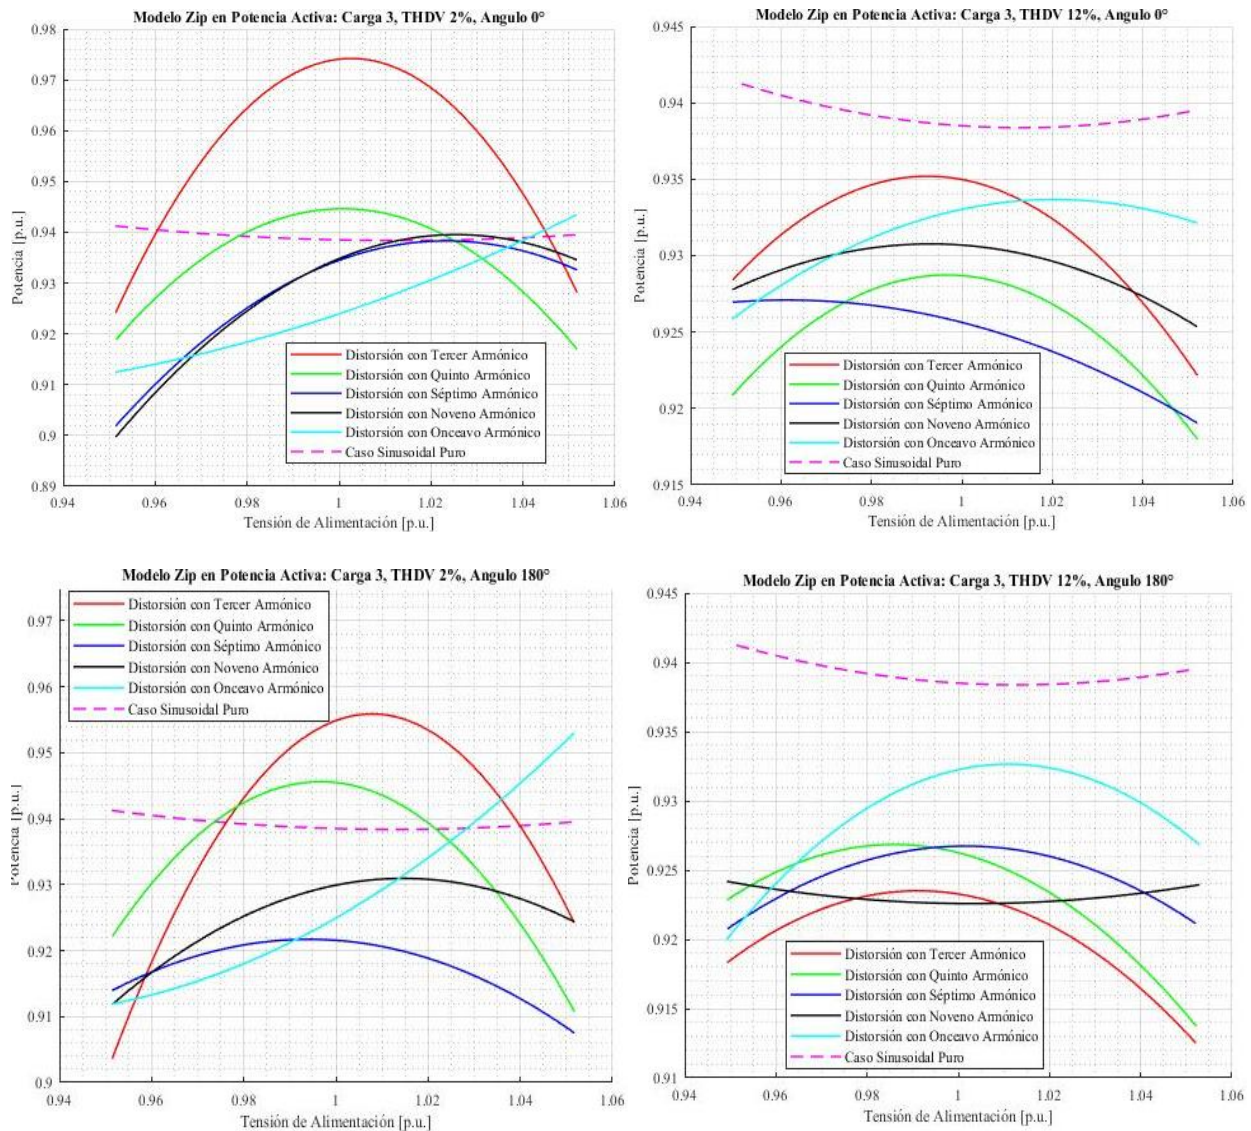 Modelo Zip en Potencia Activa: Carga 3, THDV 2%, Angulo 0°
0.98
0.97
0.96
0.95
0.94
0.93
0.92
0.91
0.9
0.89
Potencia [p.u.]
Distorsión con Tercer Armónico
Distorsión con Quinto Armónico
Distorsión con Séptimo Armónico
Distorsión con Noveno Armónico
Distorsión con Onceavo Armónico
Caso Sinusoidal Puro
0.94 0.96 0.98 1 1.02 1.04 1.06
Tensión de Alimentación [p.u.]
Modelo Zip en Potencia Activa: Carga 3, THDV 12%, Angulo 0°
0.945
0.94
0.935
0.93
0.925
0.92
0.915
Potencia [p.u.]
Distorsión con Tercer Armónico
Distorsión con Quinto Armónico
Distorsión con Séptimo Armónico
Distorsión con Noveno Armónico
Distorsión con Onceavo Armónico
Caso Sinusoidal Puro
0.94 0.96 0.98 1 1.02 1.04 1.06
Tensión de Alimentación [p.u.]
Modelo Zip en Potencia Activa: Carga 3, THDV 2%, Angulo 180°
Distorsión con Tercer Armónico
Distorsión con Quinto Armónico
Distorsión con Séptimo Armónico
Distorsión con Noveno Armónico
Distorsión con Onceavo Armónico
Caso Sinusoidal Puro
0.97
0.96
0.95
0.94
0.93
0.92
0.91
0.9
Potencia [p.u.]
0.94 0.96 0.98 1 1.02 1.04 1.06
Tensión de Alimentación [p.u.]
Modelo Zip en Potencia Activa: Carga 3, THDV 12%, Angulo 180°
0.945
0.94
0.935
0.93
0.925
0.92
0.915
0.91
Potencia [p.u.]
Distorsión con Tercer Armónico
Distorsión con Quinto Armónico
Distorsión con Séptimo Armónico
Distorsión con Noveno Armónico
Distorsión con Onceavo Armónico
Caso Sinusoidal Puro
0.94 0.96 0.98 1 1.02 1.04 1.06
Tensión de Alimentación [p.u.]